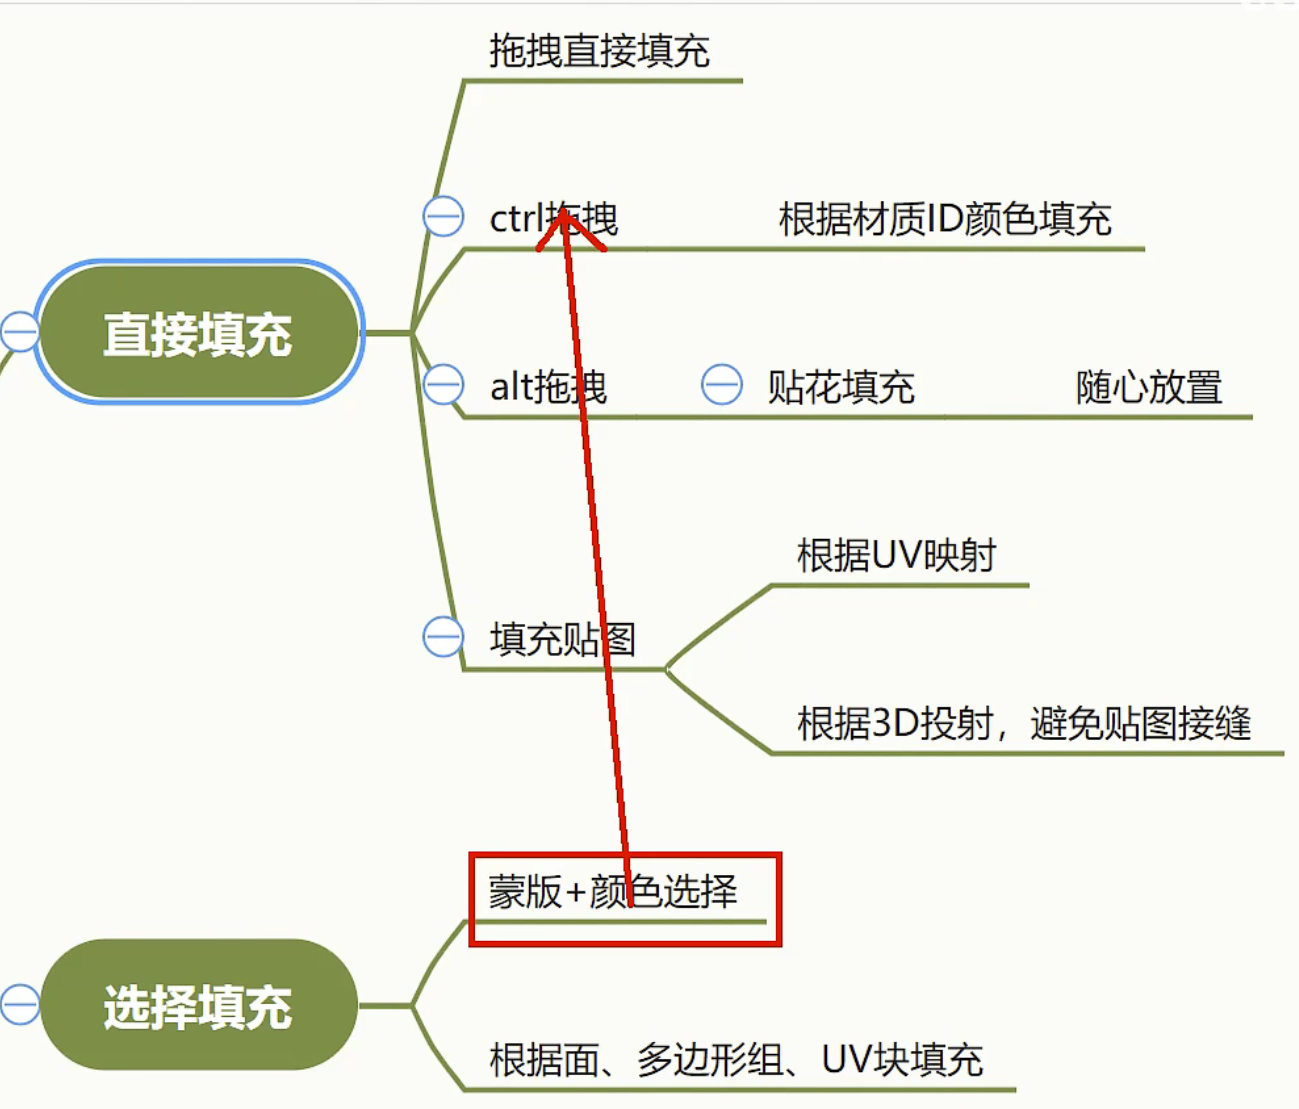 拖拽直接填充
ctrl拖拽
根据材质ID颜色填充
直接填充
alt拖拽
贴花填充
随心放置
根据UV映射
填充贴图
根据3D投射，避免贴图接缝
蒙版+颜色选择
选择填充
根据面、多边形组、UV块填充